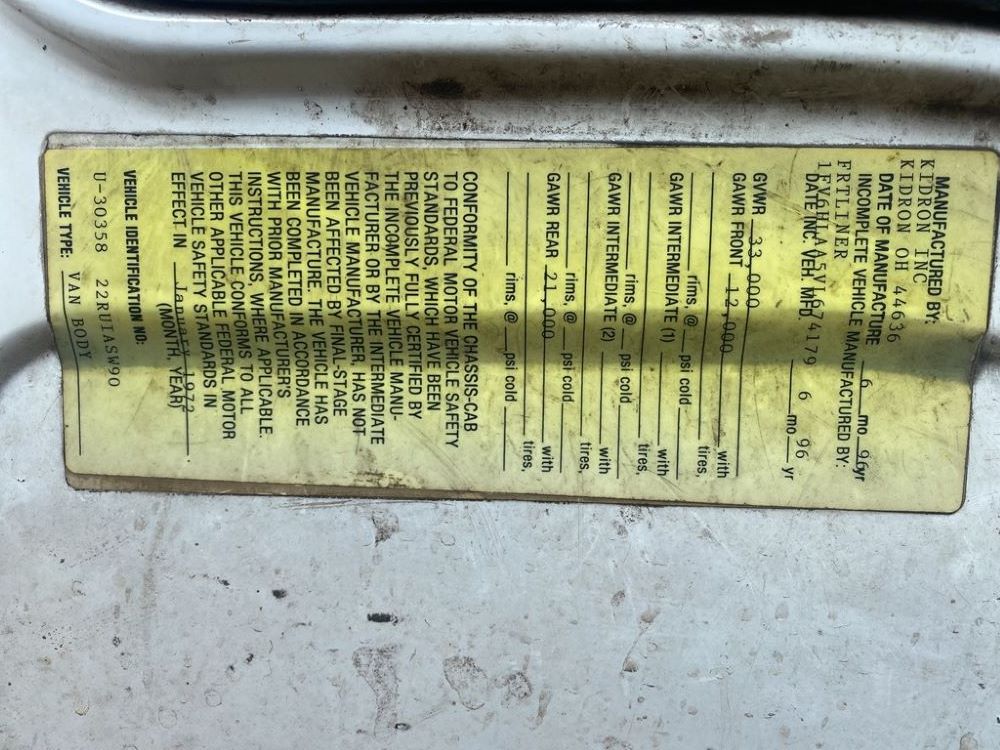 MANUFACTURED BY:
KIDRON INC
KIDRON OH 44636
DATE OF MANUFACTURE 6 mo 96 yr
INCOMPLETE VEHICLE MANUFACTURED BY:
FRTLINER
1FV6HLAA5VL674179
DATE INC. VEH MFD. 6 mo 96 yr
GVWR 33,000
GAWR FRONT 12,000 with
tires,
rims, @ psi cold
GAWR INTERMEDIATE (1) with
tires,
rims, @ psi cold
GAWR INTERMEDIATE (2) with
tires,
rims, @ psi cold
GAWR REAR 21,000 with
tires,
rims, @ psi cold
CONFORMITY OF THE CHASSIS-CAB
TO FEDERAL MOTOR VEHICLE SAFETY
STANDARDS, WHICH HAVE BEEN
PREVIOUSLY FULLY CERTIFIED BY
THE INCOMPLETE VEHICLE MANU-
FACTURER OR BY THE INTERMEDIATE
VEHICLE MANUFACTURER, HAS NOT
BEEN AFFECTED BY FINAL-STAGE
MANUFACTURE. THE VEHICLE HAS
BEEN COMPLETED IN ACCORDANCE
WITH PRIOR MANUFACTURER'S
INSTRUCTIONS, WHERE APPLICABLE.
THIS VEHICLE CONFORMS TO ALL
OTHER APPLICABLE FEDERAL MOTOR
VEHICLE SAFETY STANDARDS IN
EFFECT IN January 1972
(MONTH, YEAR)
VEHICLE IDENTIFICATION NO:
U-30358 22RUIASW90
VEHICLE TYPE: VAN BODY